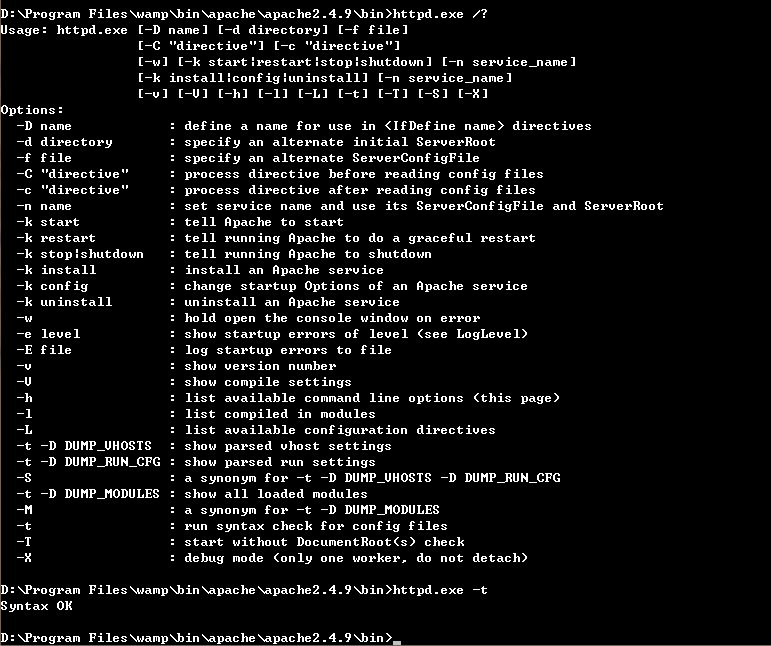 D:\Program Files\wamp\bin\apache\apache2.4.9\bin>httpd.exe /?
Usage: httpd.exe [-D name] [-d directory] [-f file]
                 [-C "directive"] [-c "directive"]
                 [-w] [-k start|restart|stop|shutdown] [-n service_name]
                 [-k install|config|uninstall] [-n service_name]
                 [-v] [-V] [-h] [-l] [-L] [-t] [-T] [-S] [-X]
Options:
  -D name            : define a name for use in <IfDefine name> directives
  -d directory       : specify an alternate initial ServerRoot
  -f file            : specify an alternate ServerConfigFile
  -C "directive"     : process directive before reading config files
  -c "directive"     : process directive after reading config files
  -n name            : set service name and use its ServerConfigFile and ServerRoot
  -k start           : tell Apache to start
  -k restart         : tell running Apache to do a graceful restart
  -k stop|shutdown   : tell running Apache to shutdown
  -k install         : install an Apache service
  -k config          : change startup Options of an Apache service
  -k uninstall       : uninstall an Apache service
  -w                 : hold open the console window on error
  -e level           : show startup errors of level (see LogLevel)
  -E file            : log startup errors to file
  -v                 : show version number
  -V                 : show compile settings
  -h                 : list available command line options (this page)
  -l                 : list compiled in modules
  -L                 : list available configuration directives
  -t -D DUMP_VHOSTS  : show parsed vhost settings
  -t -D DUMP_RUN_CFG : show parsed run settings
  -S                 : a synonym for -t -D DUMP_VHOSTS -D DUMP_RUN_CFG
  -t -D DUMP_MODULES : show all loaded modules
  -M                 : a synonym for -t -D DUMP_MODULES
  -t                 : run syntax check for config files
  -T                 : start without DocumentRoot(s) check
  -X                 : debug mode (only one worker, do not detach)
D:\Program Files\wamp\bin\apache\apache2.4.9\bin>httpd.exe -t
Syntax OK
D:\Program Files\wamp\bin\apache\apache2.4.9\bin>_